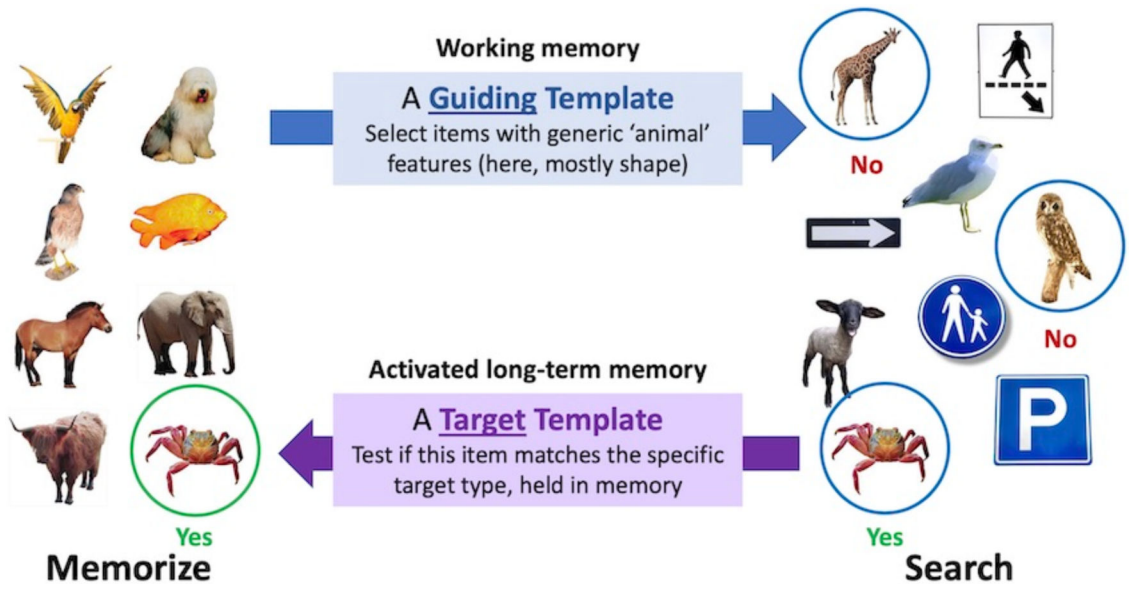 Working memory
A Guiding Template
Select items with generic ‘animal’
features (here, mostly shape)
No
No
Activated long-term memory
A Target Template
Test if this item matches the specific
target type, held in memory
P
Yes
Yes
Memorize
Search